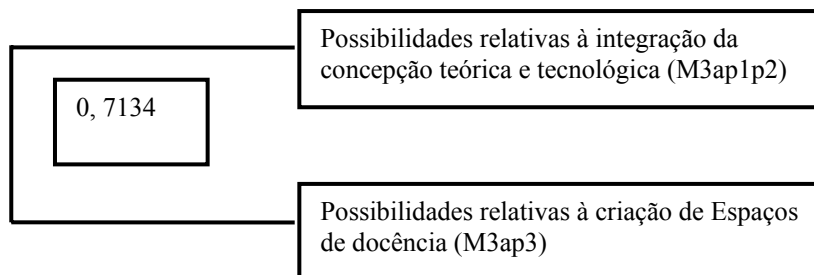 Possibilidades relativas à integração da
concepção teórica e tecnológica (M3ap1p2)
0, 7134
Possibilidades relativas à criação de Espaços
de docência (M3ap3)